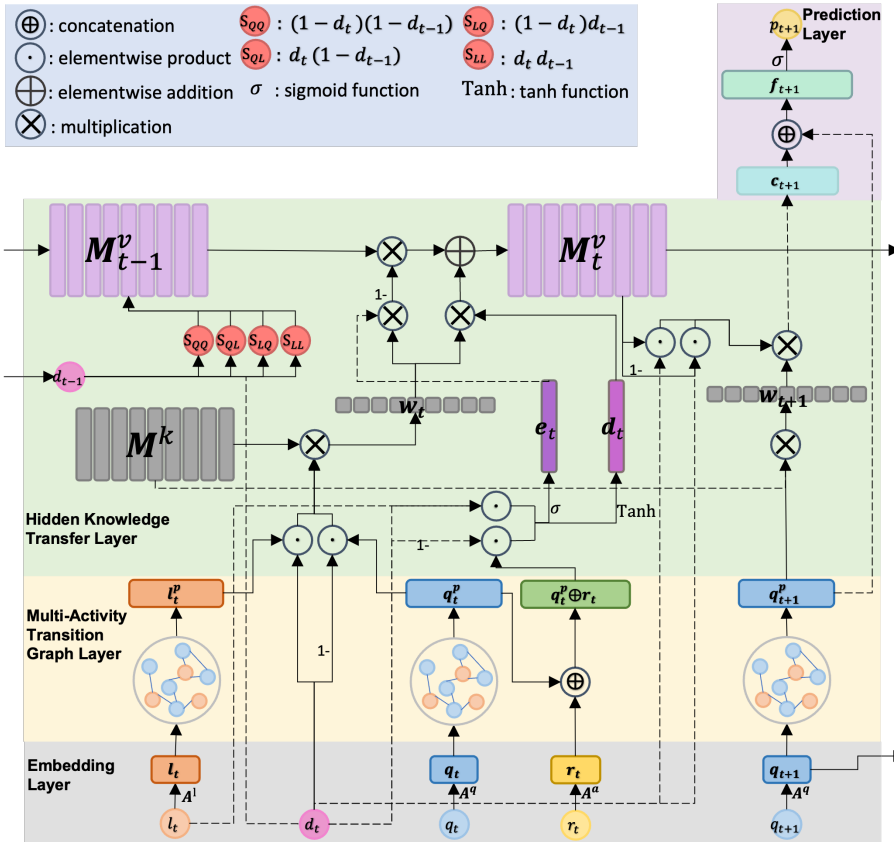 ⊕ : concatenation
⊙ : elementwise product
⊕ : elementwise addition
⊗ : multiplication
S_QQ : (1 − d_t)(1 − d_{t−1})
S_LQ : (1 − d_t)d_{t−1}
S_QL : d_t (1 − d_{t−1})
S_LL : d_t d_{t−1}
σ : sigmoid function
Tanh : tanh function
p_{t+1}
Prediction
Layer
σ
f_{t+1}
⊕
c_{t+1}
M^v_{t−1}
M^v_t
1-
S_QQ
S_QL
S_LQ
S_LL
d_{t−1}
1-
w_t
w_{t+1}
M^k
e_t
d_t
Hidden Knowledge
Transfer Layer
σ
Tanh
1-
l^p_t
q^p_t
q^p_t⊕r_t
q^p_{t+1}
Multi-Activity
Transition
Graph Layer
1-
⊕
Embedding
Layer
l_t
q_t
r_t
q_{t+1}
A^l
A^q
A^a
A^q
l_t
d_t
q_t
r_t
q_{t+1}